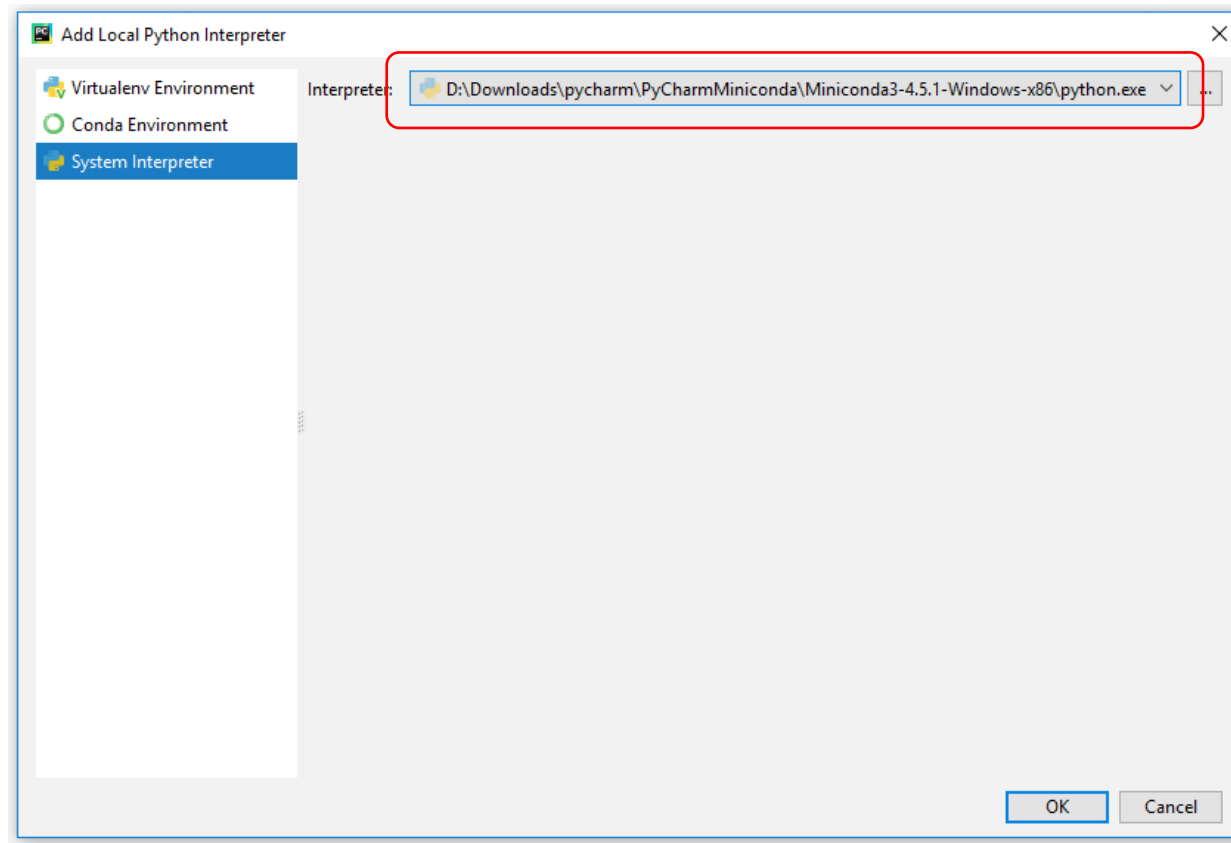 Add Local Python Interpreter
Virtualenv Environment
Conda Environment
System Interpreter
Interpreter: D:\Downloads\pycharm\PyCharmMiniconda\Miniconda3-4.5.1-Windows-x86\python.exe ...
OK Cancel